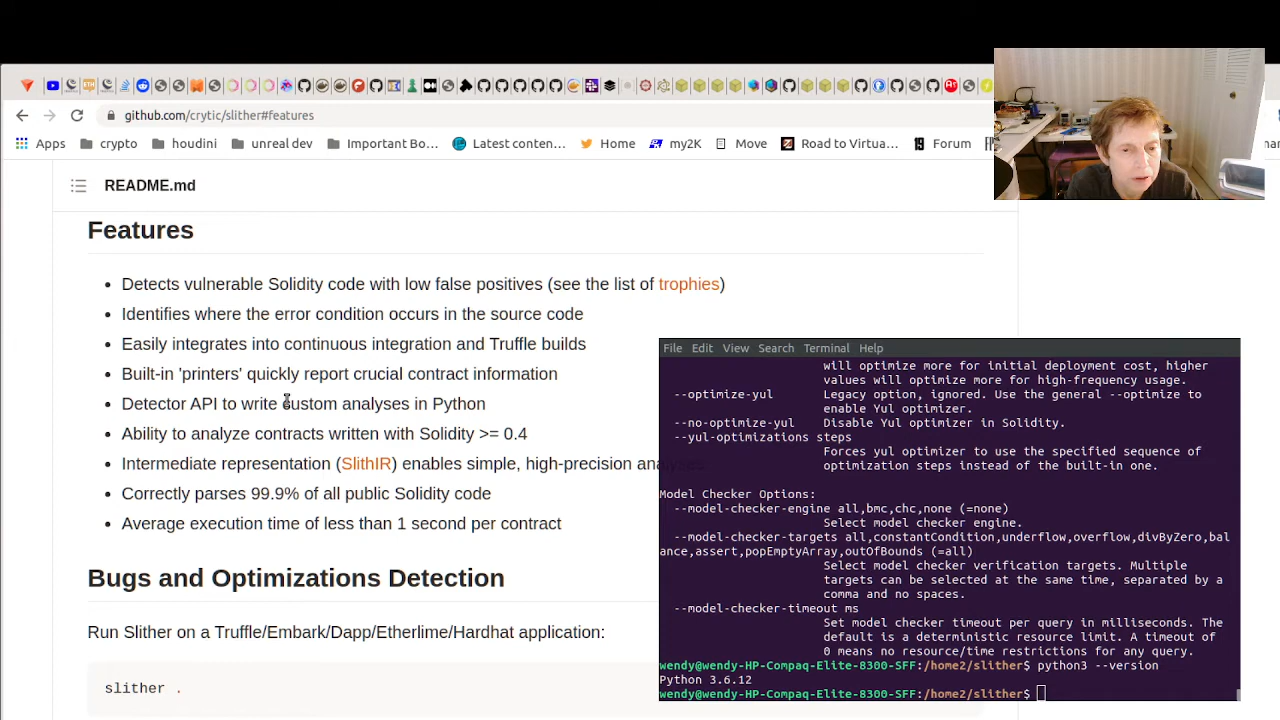 github.com/crytic/slither#features
Apps
crypto
houdini
unreal dev
Important Bo...
Latest conten...
Home
my2K
Move
Road to Virtua...
Forum
README.md
Features
Detects vulnerable Solidity code with low false positives (see the list of trophies)
Identifies where the error condition occurs in the source code
Easily integrates into continuous integration and Truffle builds
Built-in 'printers' quickly report crucial contract information
Detector API to write custom analyses in Python
Ability to analyze contracts written with Solidity >= 0.4
Intermediate representation (SlithIR) enables simple, high-precision analyses
Correctly parses 99.9% of all public Solidity code
Average execution time of less than 1 second per contract
Bugs and Optimizations Detection
Run Slither on a Truffle/Embark/Dapp/Etherlime/Hardhat application:
slither .
File Edit View Search Terminal Help
will optimize more for initial deployment cost, higher
values will optimize more for high-frequency usage.
--optimize-yul Legacy option, ignored. Use the general --optimize to
enable Yul optimizer.
--no-optimize-yul Disable Yul optimizer in Solidity.
--yul-optimizations steps
Forces yul optimizer to use the specified sequence of
optimization steps instead of the built-in one.
Model Checker Options:
--model-checker-engine all,bmc,chc,none (=none)
Select model checker engine.
--model-checker-targets all,constantCondition,underflow,overflow,divByZero,bal
ance,assert,popEmptyArray,outOfBounds (=all)
Select model checker verification targets. Multiple
targets can be selected at the same time, separated by a
comma and no spaces.
--model-checker-timeout ms
Set model checker timeout per query in milliseconds. The
default is a deterministic resource limit. A timeout of
0 means no resource/time restrictions for any query.
wendy@wendy-HP-Compaq-Elite-8300-SFF:/home2/slither$ python3 --version
Python 3.6.12
wendy@wendy-HP-Compaq-Elite-8300-SFF:/home2/slither$